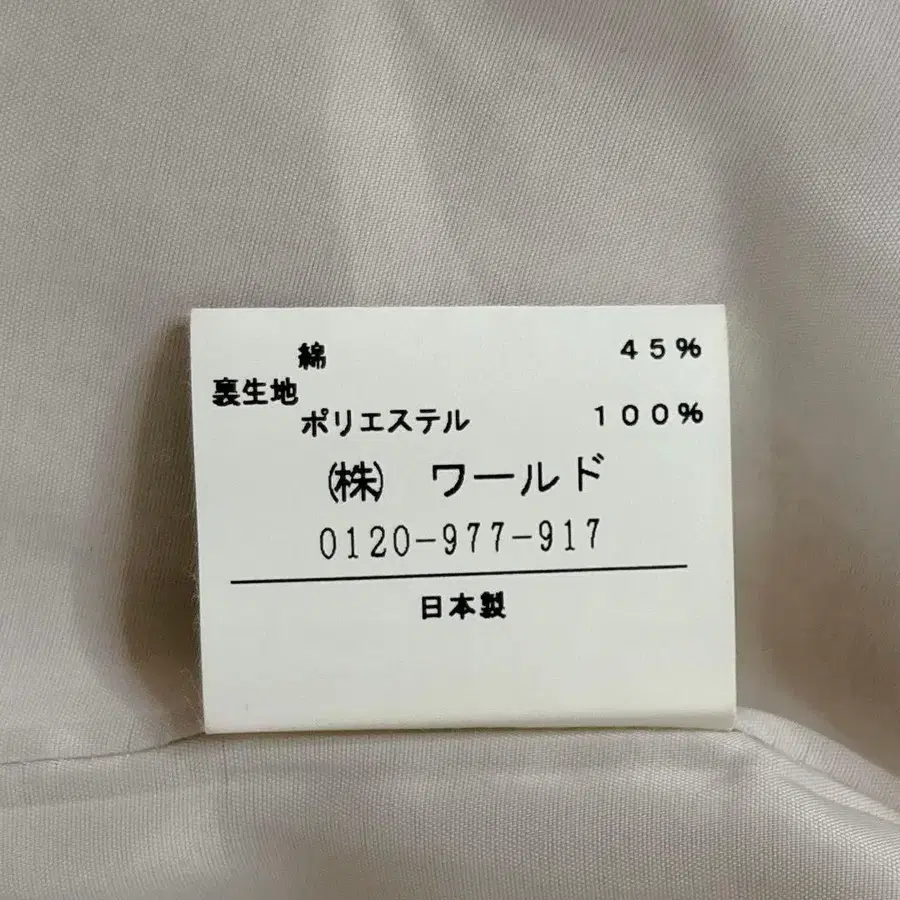 綿 45%
裏生地
ポリエステル 100%
㈱ ワールド
0120-977-917
日本製